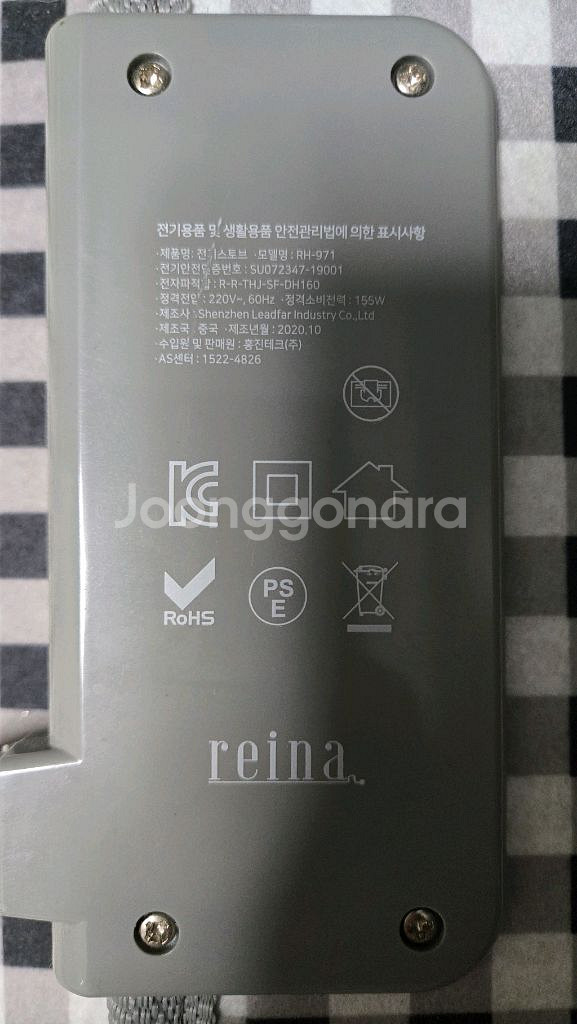 전기용품 및 생활용품 안전관리법에 의한 표시사항
·제품명: 전기스토브 ·모델명 : RH-971
·전기안전인증번호 : SU072347-19001
·전자파적합 : R-R-THJ-SF-DH160
·정격전압 : 220V~, 60Hz ·정격소비전력 : 155W
·제조사 : Shenzhen Leadfar Industry Co.,Ltd
·제조국 : 중국 ·제조년월 : 2020.10
·수입원 및 판매원 : 홍진테크(주)
·AS센터 : 1522-4826
Joonggonara
RoHS
PS
E
reina